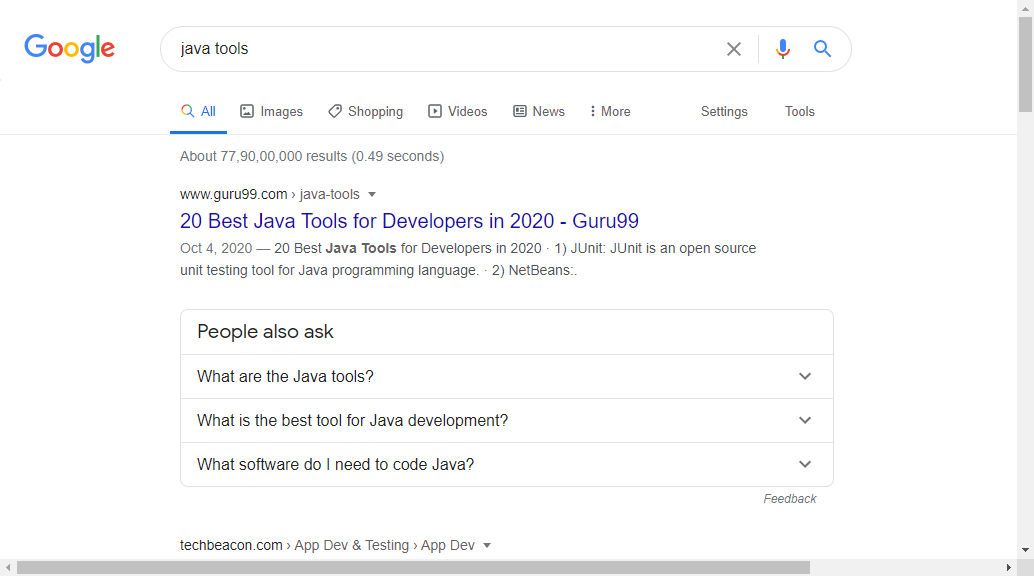 Google
java tools
All
Images
Shopping
Videos
News
More
Settings
Tools
About 77,90,00,000 results (0.49 seconds)
www.guru99.com › java-tools
20 Best Java Tools for Developers in 2020 - Guru99
Oct 4, 2020 — 20 Best Java Tools for Developers in 2020 · 1) JUnit: JUnit is an open source
unit testing tool for Java programming language. · 2) NetBeans:.
People also ask
What are the Java tools?
What is the best tool for Java development?
What software do I need to code Java?
Feedback
techbeacon.com › App Dev & Testing › App Dev